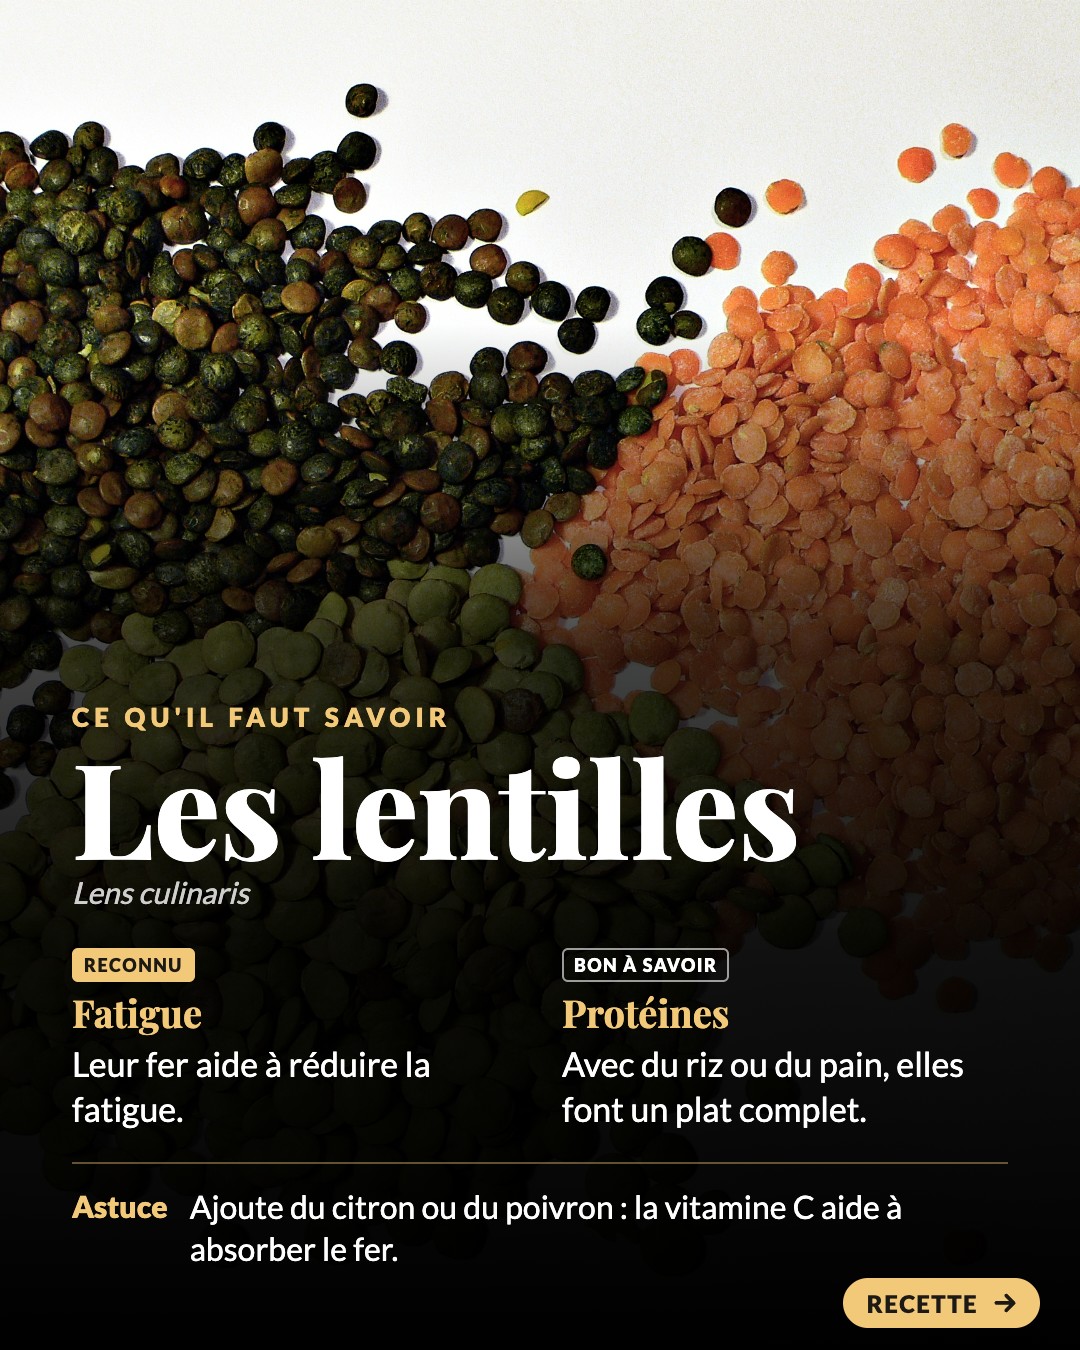 CE QU'IL FAUT SAVOIR
Les lentilles
Lens culinaris
RECONNU
Fatigue
Leur fer aide à réduire la
fatigue.
BON À SAVOIR
Protéines
Avec du riz ou du pain, elles
font un plat complet.
Astuce Ajoute du citron ou du poivron : la vitamine C aide à
absorber le fer.
RECETTE →